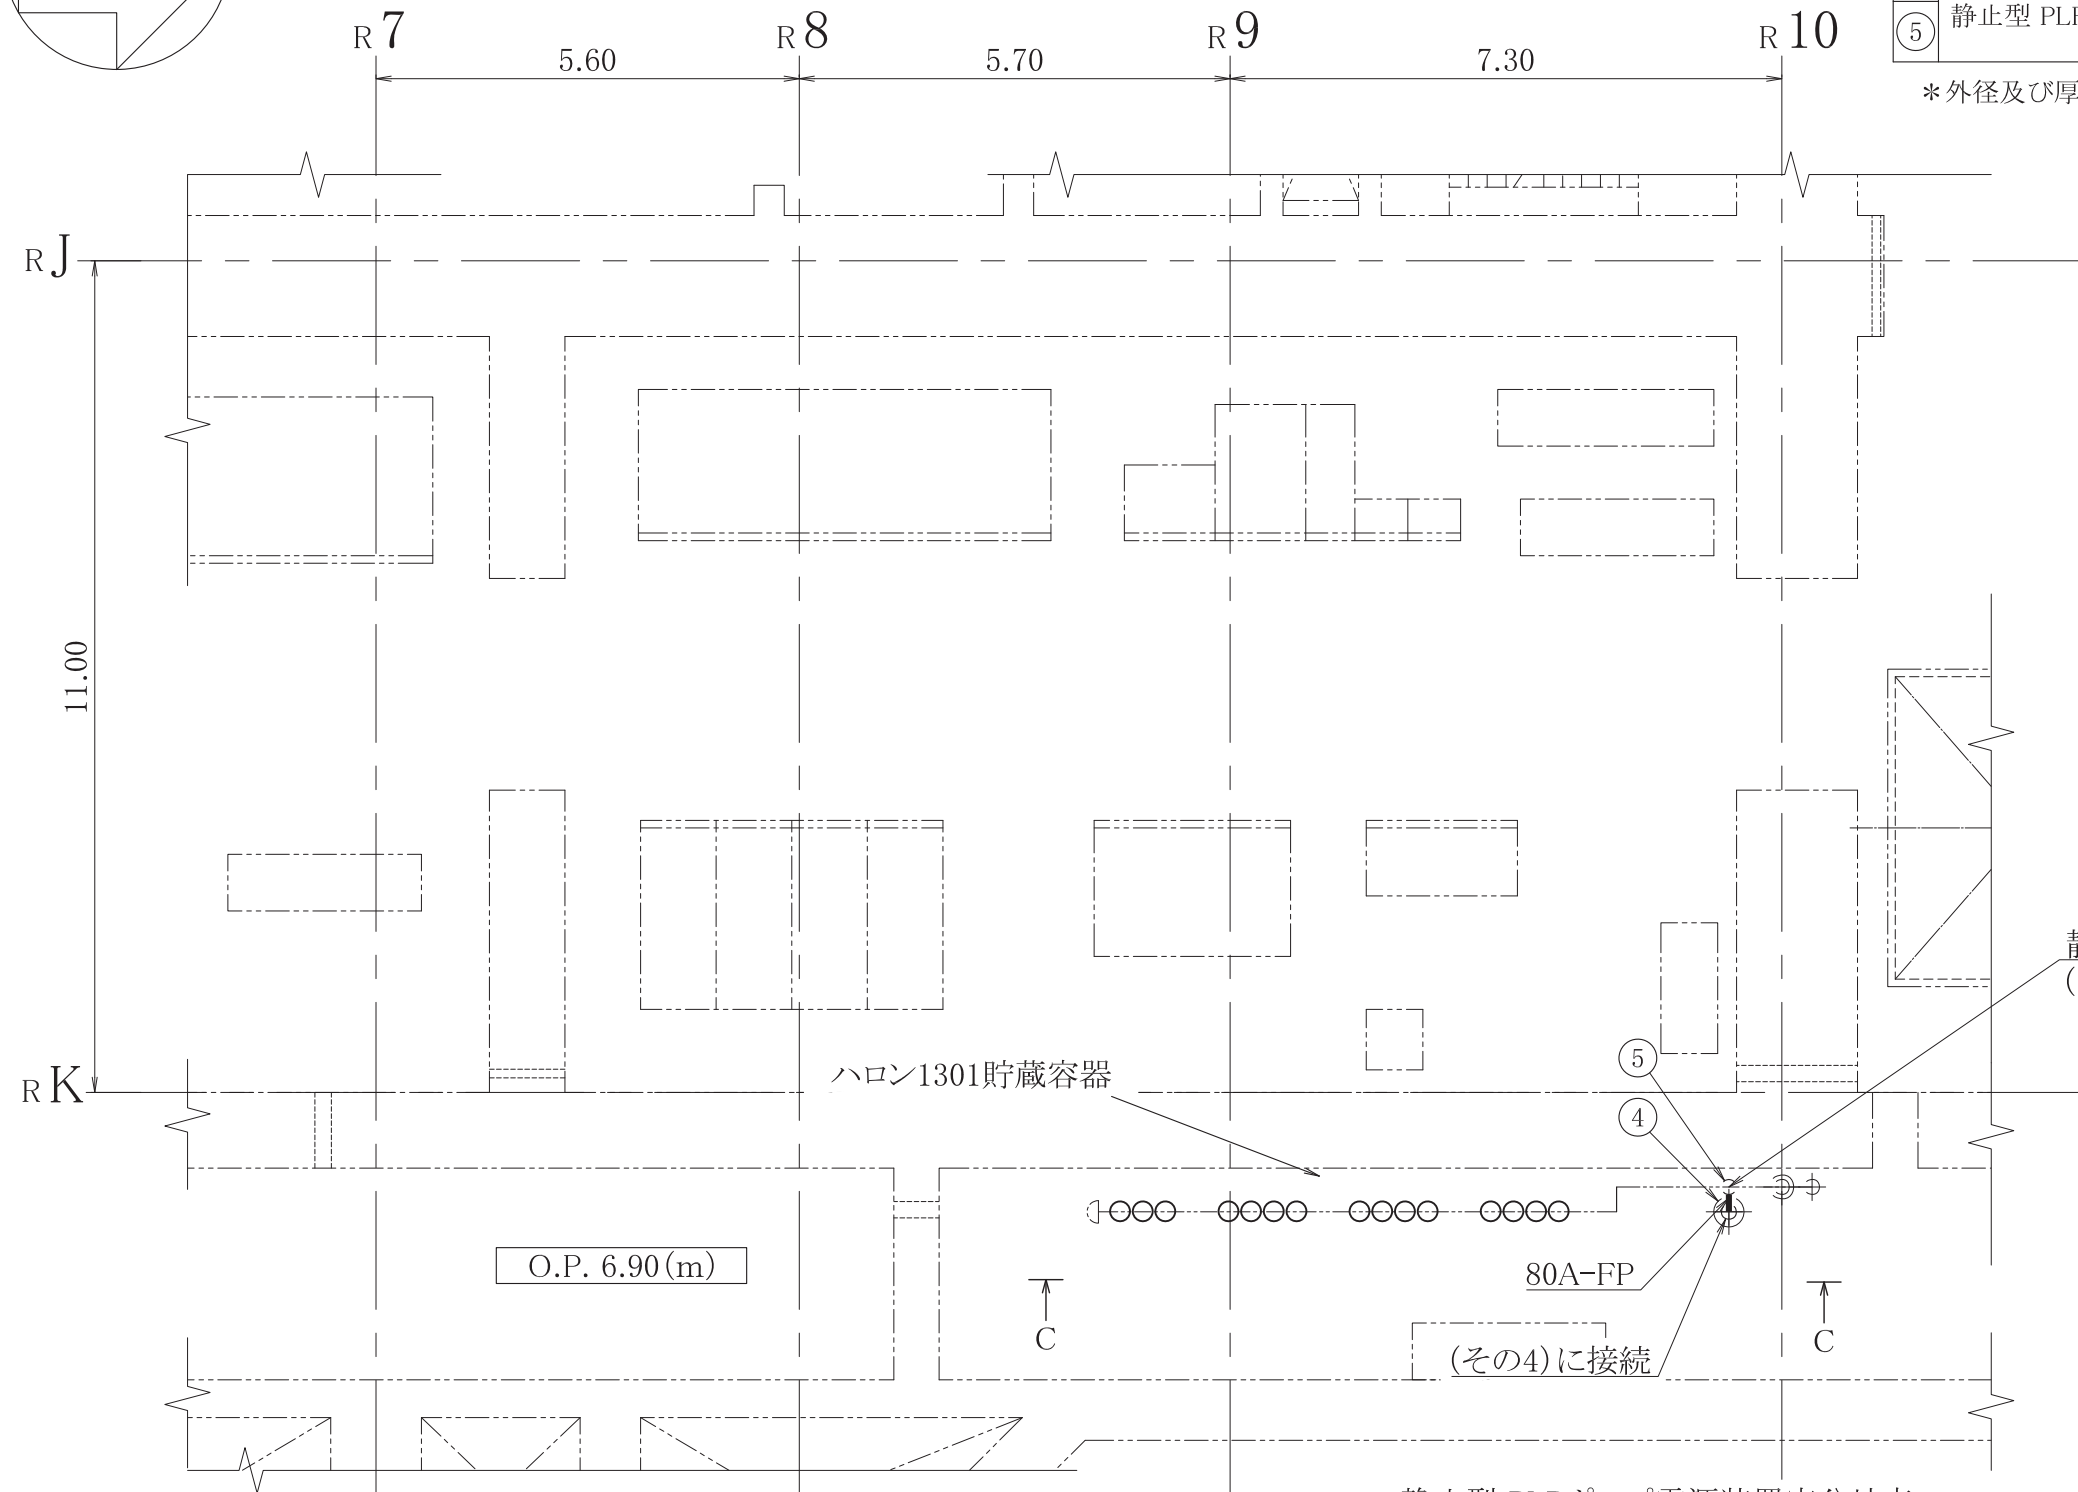 R7
R8
R9
R10
5.60
5.70
7.30
⑤ 静止型 PL
*外径及び厚
RJ
11.00
RK
ハロン1301貯蔵容器
⑤
④
(
80A-FP
O.P. 6.90(m)
C
C
(その4)に接続